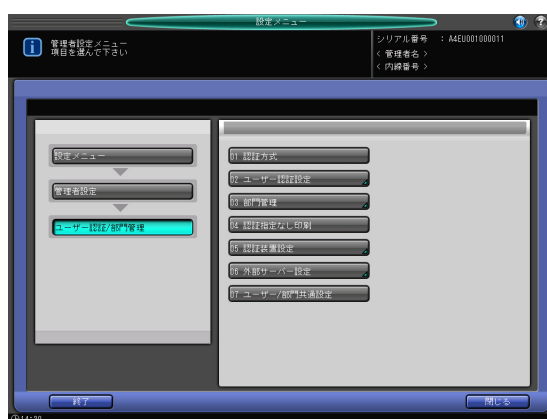 設定メニュー
管理者設定メニュー
項目を選んで下さい
シリアル番号 : A4EU001000011
< 管理者名 >
< 内線番号 >
設定メニュー
管理者設定
ユーザー認証/部門管理
01 認証方式
02 ユーザー認証設定
03 部門管理
04 認証指定なし印刷
05 認証装置設定
06 外部サーバー設定
07 ユーザー/部門共通設定
終了
閉じる